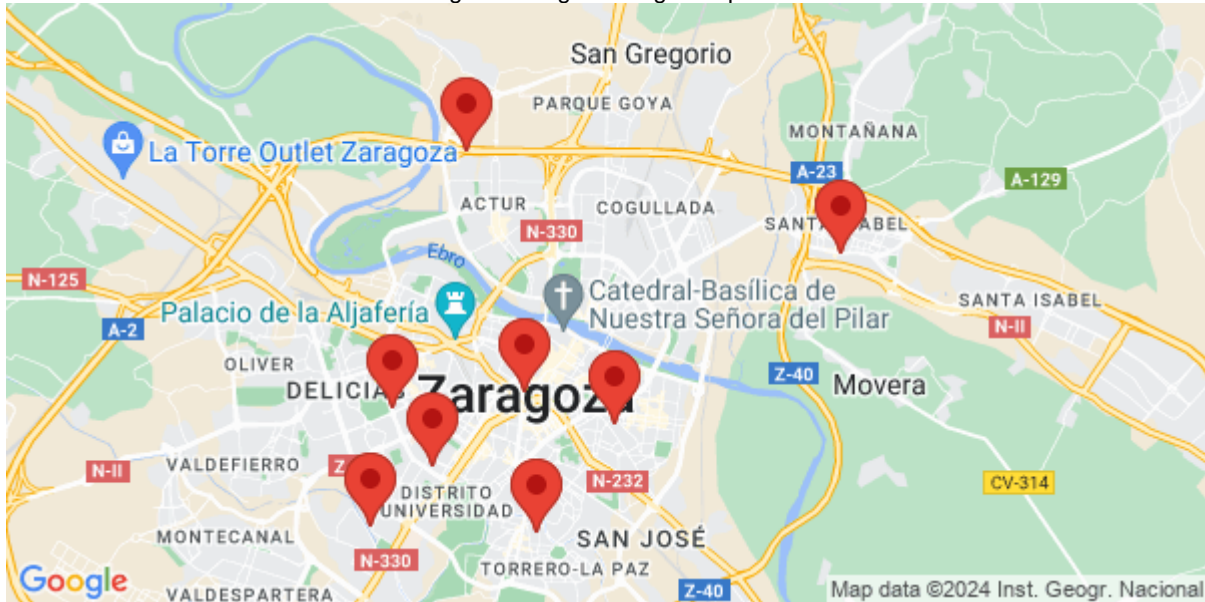 San Gregorio
PARQUE GOYA
MONTAÑANA
La Torre Outlet Zaragoza
A-23
A-129
ACTUR
COGULLADA
N-330
Ebro
N-125
Catedral-Basílica de
Nuestra Señora del Pilar
SANTA ISABEL
N-II
Palacio de la Aljafería
A-2
OLIVER
DELICIAS
Zaragoza
Z-40
Movera
N-II
VALDEFIERRO
N-232
CV-314
DISTRITO
UNIVERSIDAD
MONTECANAL
N-330
SAN JOSÉ
TORRERO-LA PAZ
Google
VALDESPARTERA
Z-40
Map data ©2024 Inst. Geogr. Nacional